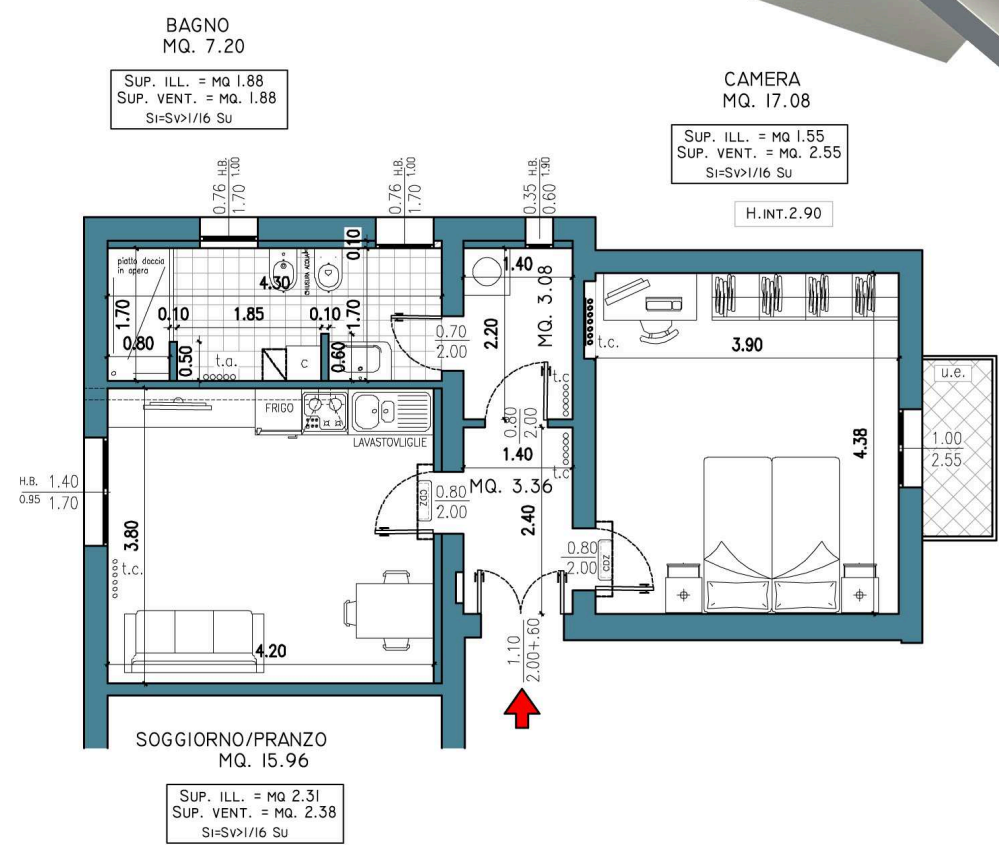 BAGNO
MQ. 7.20
SUP. ILL. = MQ 1.88
SUP. VENT. = MQ. 1.88
SI=SV>1/16 SU
CAMERA
MQ. 17.08
SUP. ILL. = MQ 1.55
SUP. VENT. = MQ. 2.55
SI=SV>1/16 SU
H.INT.2.90
0.76 H.B.
1.70 1.00
0.76 H.B.
1.70 1.00
0.35 H.B. 1.90
0.60
piatto doccia
in opera
4.30
CHIUSURA ACQUA
0.10
1.40
MQ. 3.08
1.70
0.10
1.85
0.10
1.70
0.70
2.00
2.20
0.80
0.50
t.a.
C
0.60
t.c.
t.c.
3.90
u.e.
FRIGO
LAVASTOVLIGLIE
0.80
2.00
1.40
t.c.
4.38
1.00
2.55
H.B. 1.40
0.95 1.70
CDZ
0.80
2.00
MQ. 3.36
2.40
3.80
t.c.
0.80
2.00
CDZ
4.20
1.10
2.00+.60
SOGGIORNO/PRANZO
MQ. 15.96
SUP. ILL. = MQ 2.31
SUP. VENT. = MQ. 2.38
SI=SV>1/16 SU